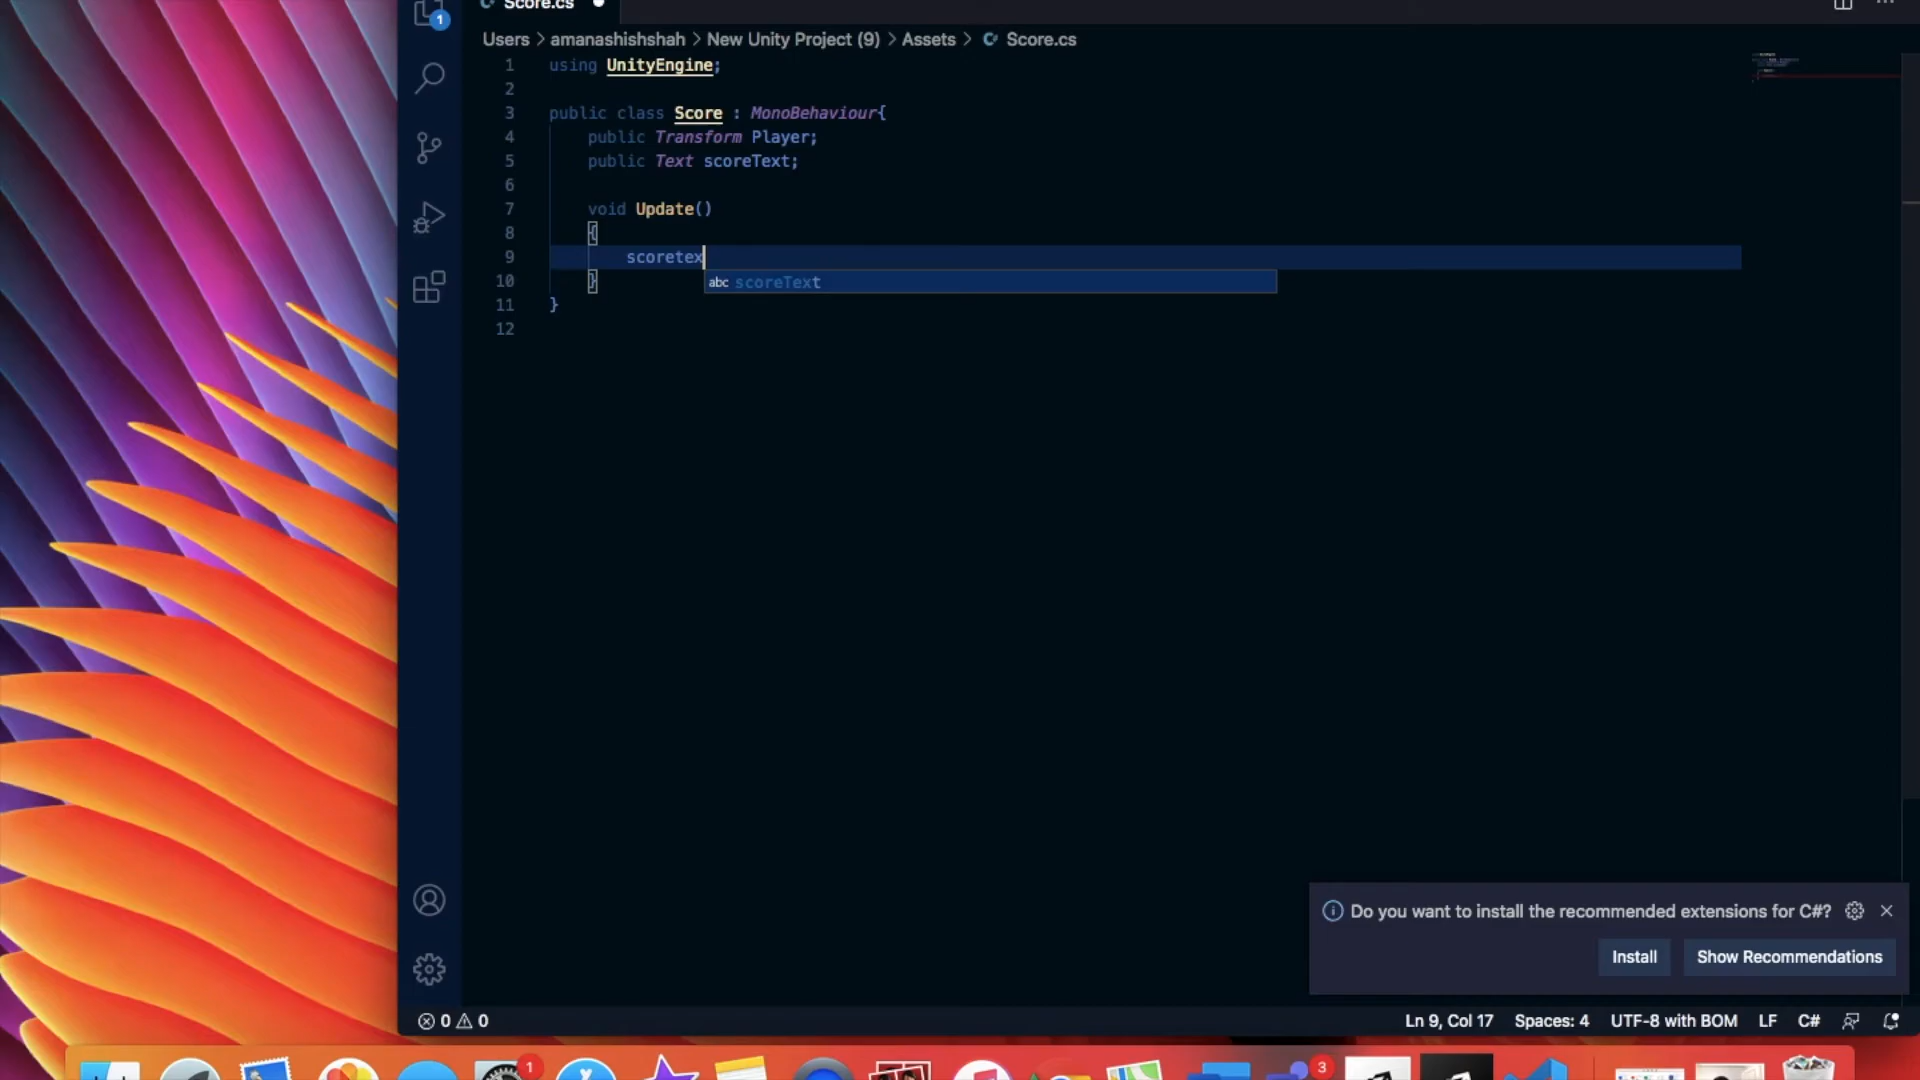 1
Score.cs
Users > amanashishshah > New Unity Project (9) > Assets > Score.cs
1 using UnityEngine;
2
3 public class Score : MonoBehaviour{
4 public Transform Player;
5 public Text scoreText;
6
7 void Update()
8 {
9 scoretex
abc scoreText
10 }
11 }
12
Do you want to install the recommended extensions for C#?
Install Show Recommendations
0 0 Ln 9, Col 17 Spaces: 4 UTF-8 with BOM LF C#
1 3